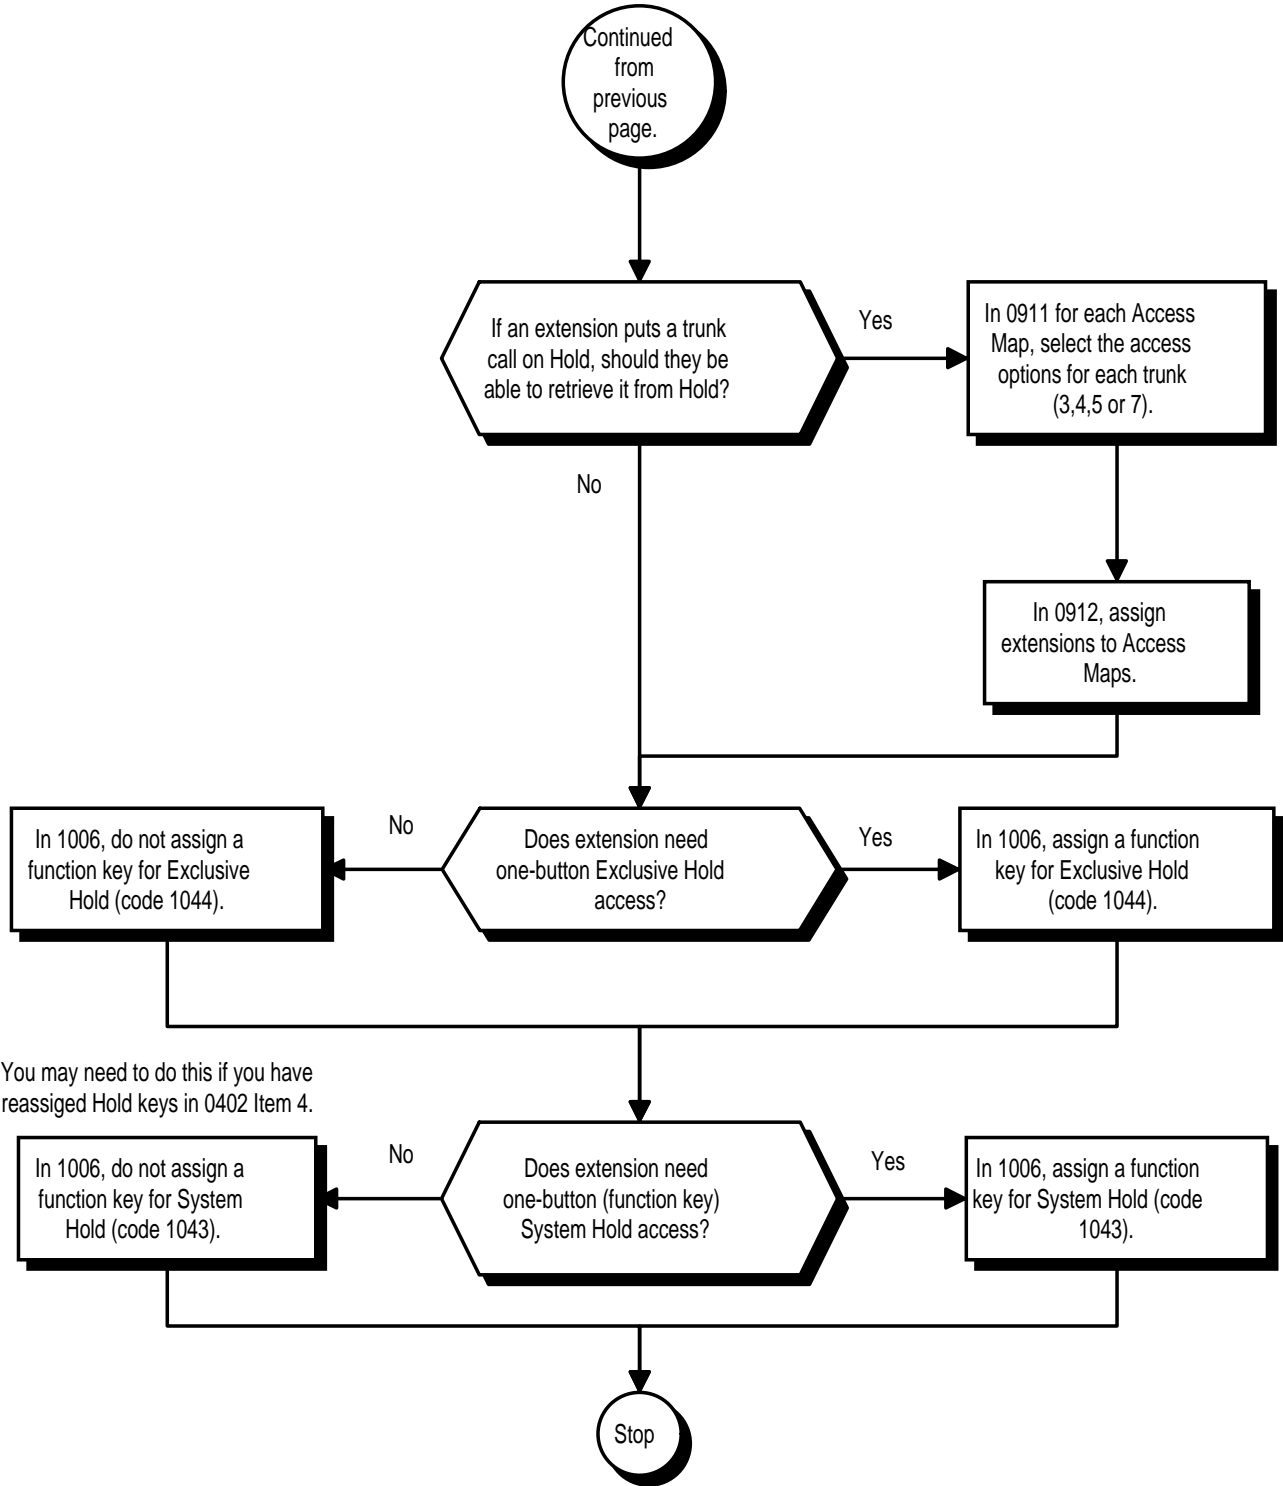 Continued
from
previous
page.
If an extension puts a trunk
call on Hold, should they be
able to retrieve it from Hold?
Yes
In 0911 for each Access
Map, select the access
options for each trunk
(3,4,5 or 7).
No
In 0912, assign
extensions to Access
Maps.
In 1006, do not assign a
function key for Exclusive
Hold (code 1044).
No
Does extension need
one-button Exclusive Hold
access?
Yes
In 1006, assign a function
key for Exclusive Hold
(code 1044).
You may need to do this if you have
reassiged Hold keys in 0402 Item 4.
In 1006, do not assign a
function key for System
Hold (code 1043).
No
Does extension need
one-button (function key)
System Hold access?
Yes
In 1006, assign a function
key for System Hold (code
1043).
Stop